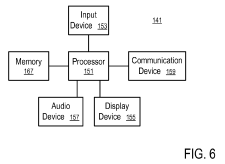 Input
Device 153
141
Memory
167
Processor
151
Communication
Device 159
Audio
Device 157
Display
Device 155
FIG. 6